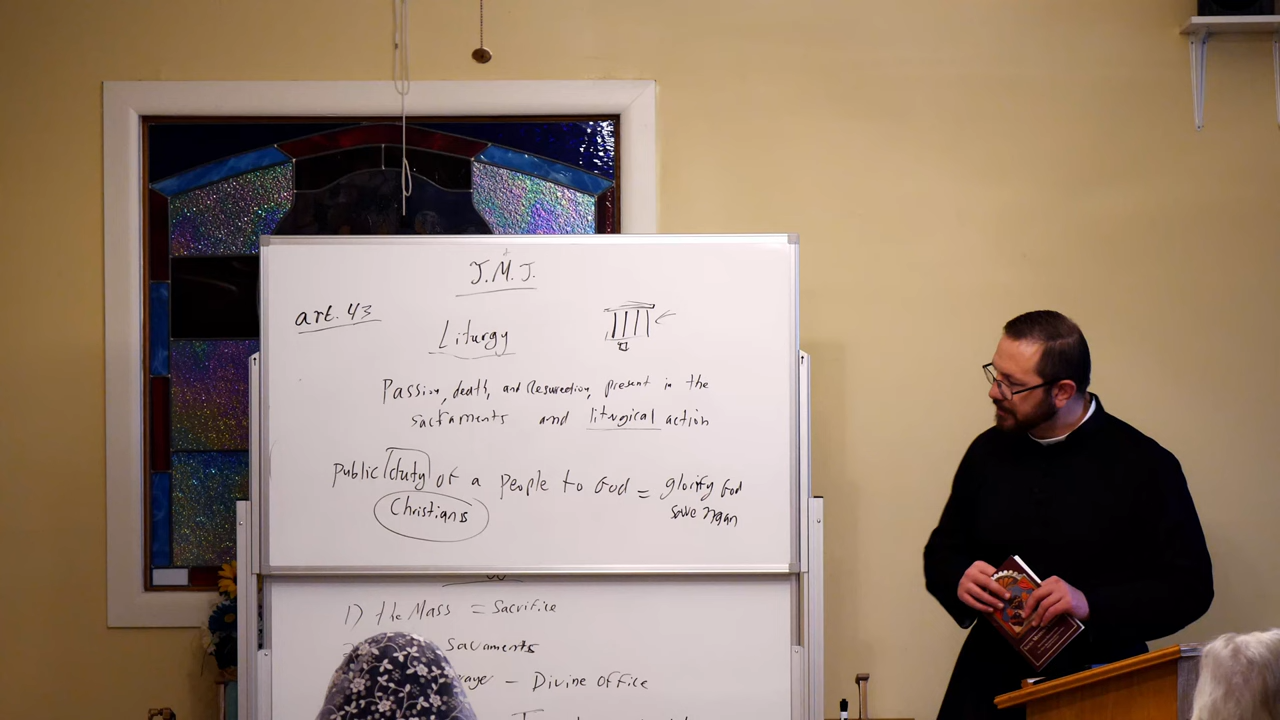 J.M.J.
art. 43
Liturgy
Passion, death, and Resurrection, present in the
sacraments and liturgical action
public duty of a people to God = glorify God
Christians
save man
1) the Mass = Sacrifice
Sacraments
rayer - Divine Office